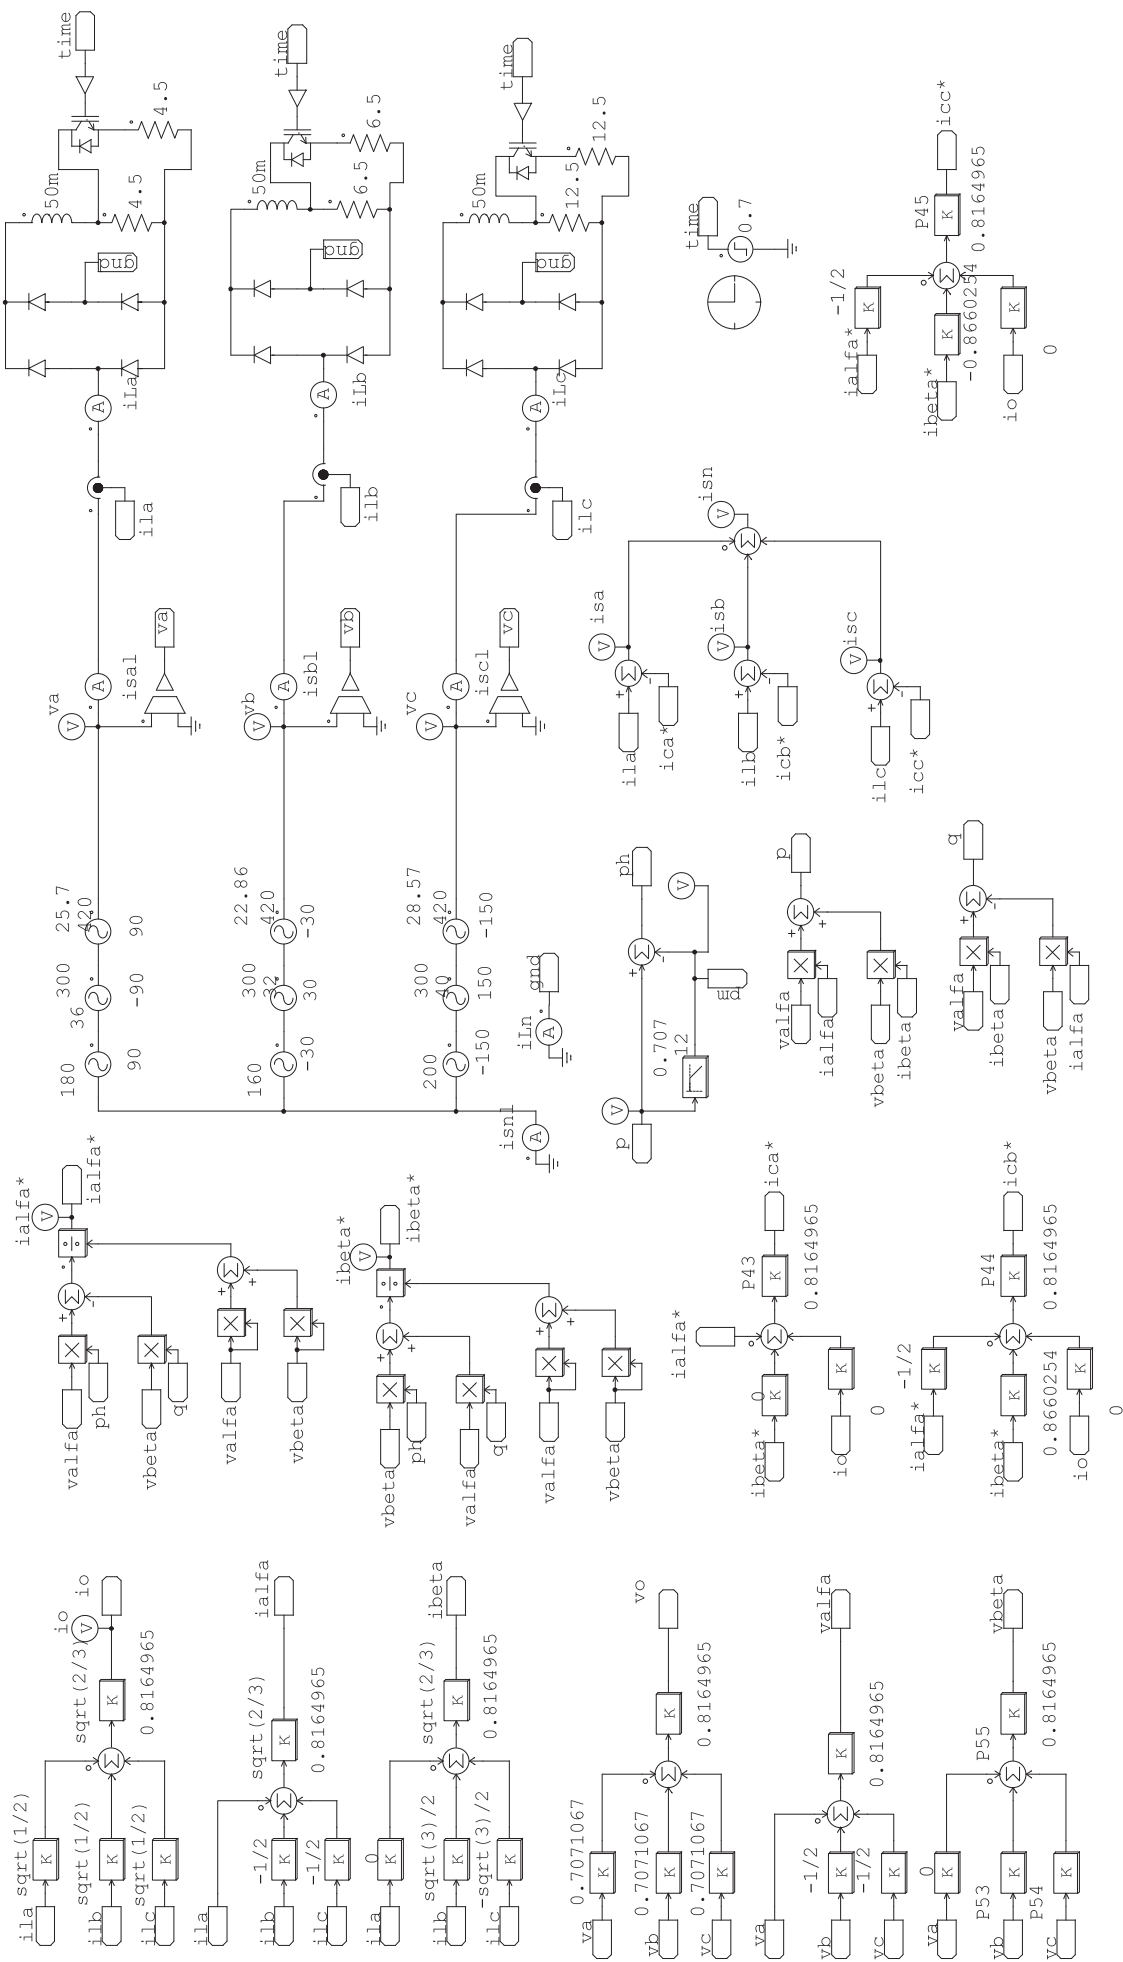 time
4.5
50m
4.5
gnd
iLa
ila
time
6.5
50m
6.5
gnd
iLb
ilb
time
12.5
50m
12.5
gnd
iLc
ilc
va
V
A
isal
va
vb
V
A
isbl
vb
vc
V
A
iscl
vc
180
90
300
36
-90
25.7
420
90
160
-30
300
32
30
22.86
420
-30
200
-150
300
40
150
28.57
420
-150
isnl
A
iLn
A
gnd
time
0.7
ialfa*
-1/2
K
ibeta*
K
-0.8660254
io
K
0
P45
K
0.8164965
icc*
ila
ica*
isa
V
ilb
icb*
isb
V
ilc
icc*
isc
V
isn
V
p
V
0.707
12
pm
V
ph
valfa
ialfa
vbeta
ibeta
p
valfa
ibeta
vbeta
ialfa
q
valfa
ph
vbeta
q
valfa
vbeta
ialfa*
V
ialfa*
vbeta
ph
valfa
q
valfa
vbeta
ibeta*
V
ibeta*
ialfa*
ibeta*
0
K
io
K
0
P43
K
0.8164965
ica*
ialfa*
-1/2
K
ibeta*
K
0.8660254
io
K
0
P44
K
0.8164965
icb*
ila
sqrt(1/2)
K
ilb
sqrt(1/2)
K
ilc
sqrt(1/2)
K
sqrt(2/3)
K
0.8164965
io
V
io
ila
ilb
-1/2
K
ilc
-1/2
K
sqrt(2/3)
K
0.8164965
ialfa
ila
0
K
ilb
sqrt(3)/2
K
ilc
-sqrt(3)/2
K
sqrt(2/3)
K
0.8164965
ibeta
va
0.7071067
K
vb
0.7071067
K
vc
0.7071067
K
K
0.8164965
vo
va
vb
-1/2
K
vc
-1/2
K
K
0.8164965
valfa
va
0
K
vb
P53
K
vc
P54
K
P55
K
0.8164965
vbeta